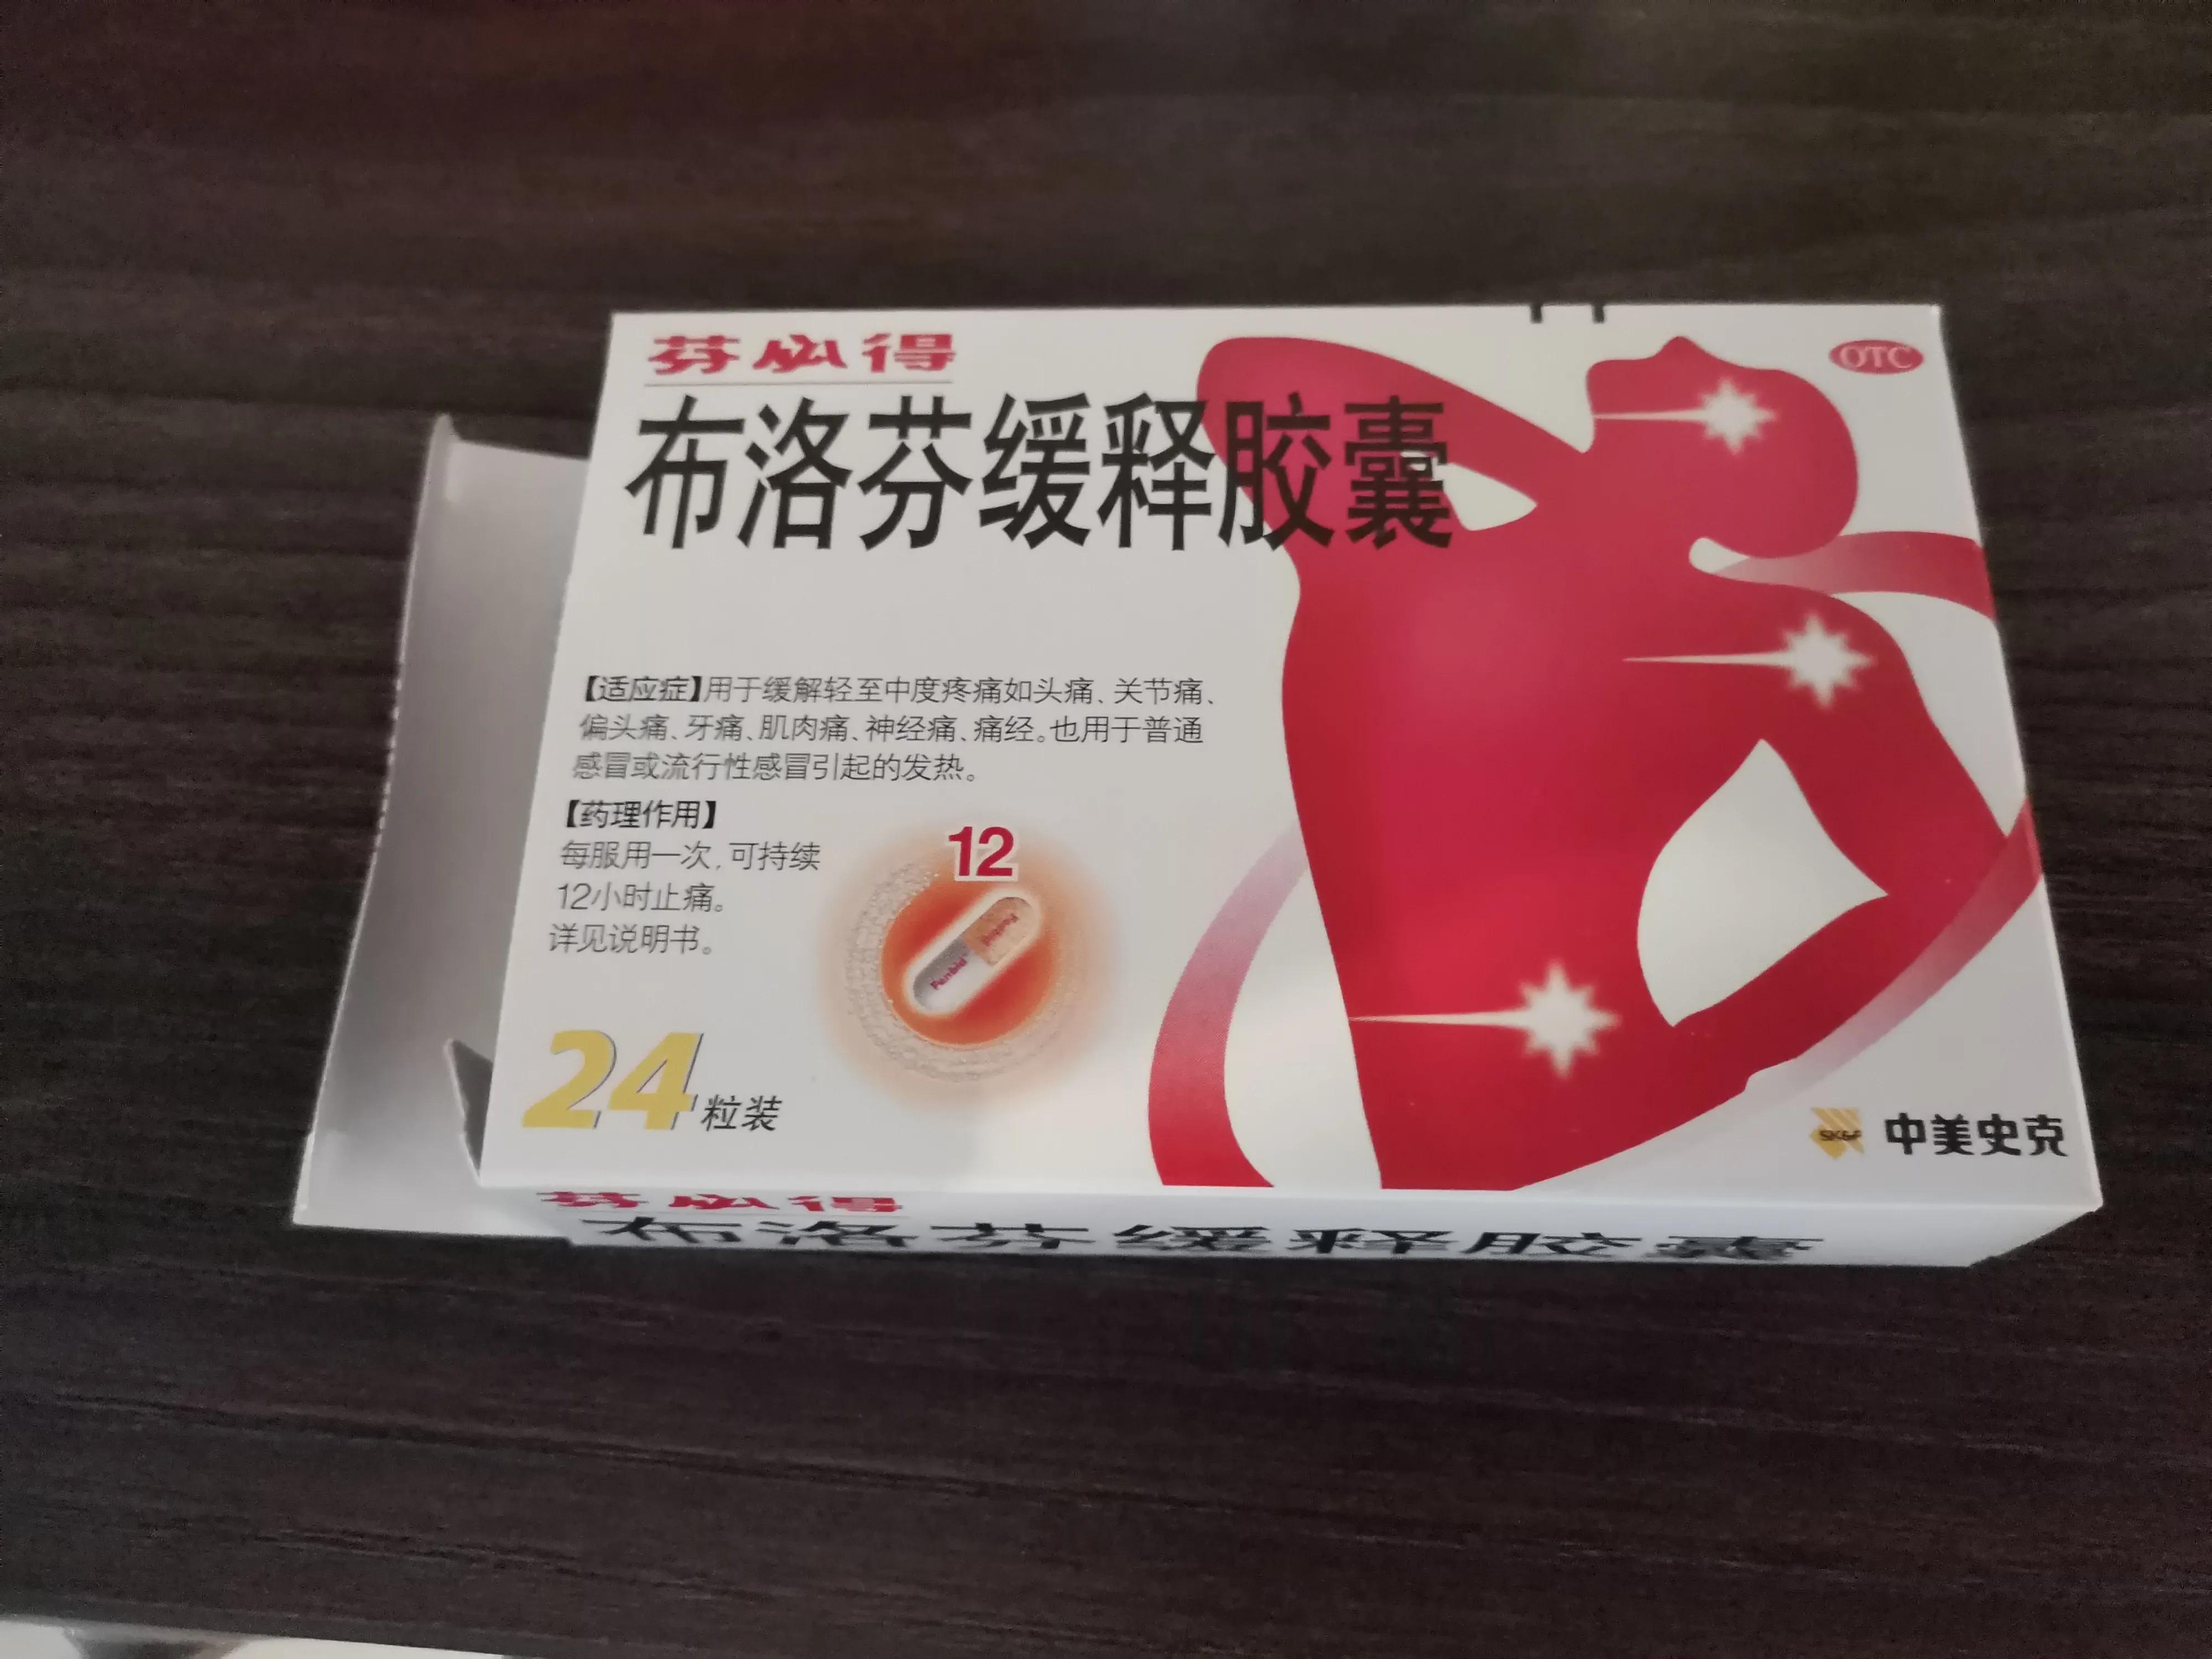 芬必得
OTC
布洛芬缓释胶囊
【适应症】用于缓解轻至中度疼痛如头痛、关节痛、
偏头痛、牙痛、肌肉痛、神经痛、痛经。也用于普通
感冒或流行性感冒引起的发热。
【药理作用】
每服用一次，可持续
12小时止痛。
详见说明书。
12
Fenbid
Fenbid
24粒装
SK&F 中美史克
芬必得
布洛芬缓释胶囊